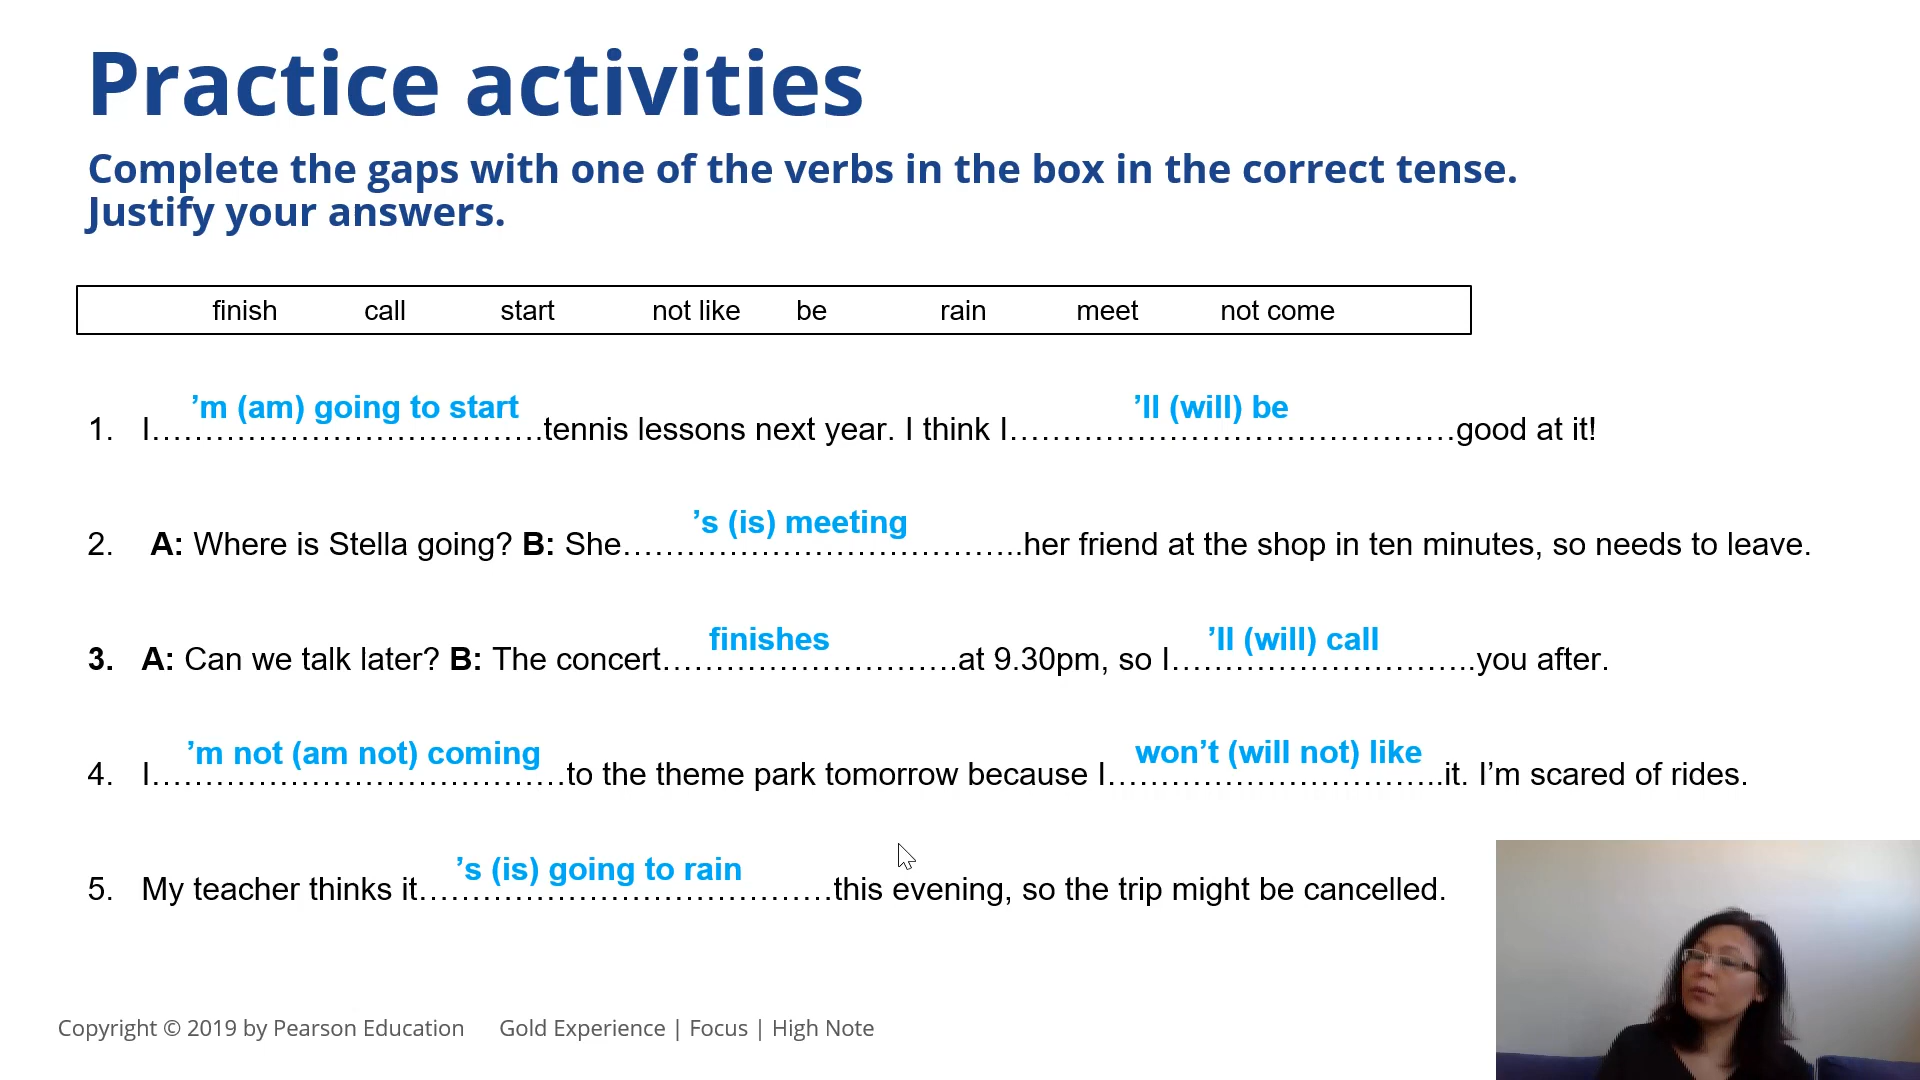 Practice activities
Complete the gaps with one of the verbs in the box in the correct tense.
Justify your answers.
finish call start not like be rain meet not come
’m (am) going to start ’ll (will) be
1. I……………………………….tennis lessons next year. I think I……………………………………good at it!
’s (is) meeting
2. A: Where is Stella going? B: She………………………………..her friend at the shop in ten minutes, so needs to leave.
finishes ’ll (will) call
3. A: Can we talk later? B: The concert……………………….at 9.30pm, so I………………………..you after.
’m not (am not) coming won’t (will not) like
4. I………………………………….to the theme park tomorrow because I…………………………..it. I’m scared of rides.
’s (is) going to rain
5. My teacher thinks it…………………………………this evening, so the trip might be cancelled.
Copyright © 2019 by Pearson Education Gold Experience | Focus | High Note